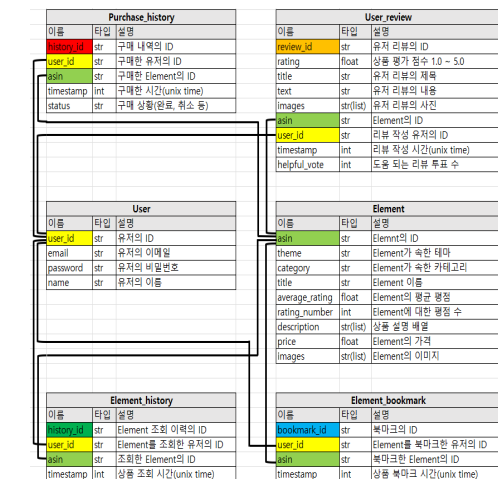 Purchase_history
이름 타입 설명
history_id str 구매 내역의 ID
user_id str 구매한 유저의 ID
asin str 구매한 Element의 ID
timestamp int 구매한 시간(unix time)
status str 구매 상황(완료, 취소 등)
User_review
이름 타입 설명
review_id str 유저 리뷰의 ID
rating float 상품 평가 점수 1.0 ~ 5.0
title str 유저 리뷰의 제목
text str 유저 리뷰의 내용
images str(list) 유저 리뷰의 사진
asin str Element의 ID
user_id str 리뷰 작성 유저의 ID
timestamp int 리뷰 작성 시간(unix time)
helpful_vote int 도움 되는 리뷰 투표 수
User
이름 타입 설명
user_id str 유저의 ID
email str 유저의 이메일
password str 유저의 비밀번호
name str 유저의 이름
Element
이름 타입 설명
asin str Elemnt의 ID
theme str Element가 속한 테마
category str Element가 속한 카테고리
title str Element 이름
average_rating float Element의 평균 평점
rating_number int Element에 대한 평점 수
description str(list) 상품 설명 배열
price float Element의 가격
images str(list) Element의 이미지
Element_history
이름 타입 설명
history_id str Element 조회 이력의 ID
user_id str Element를 조회한 유저의 ID
asin str 조회한 Element의 ID
timestamp int 상품 조회 시간(unix time)
Element_bookmark
이름 타입 설명
bookmark_id str 북마크의 ID
user_id str Element를 북마크한 유저의 ID
asin str 북마크한 Element의 ID
timestamp int 상품 북마크 시간(unix time)